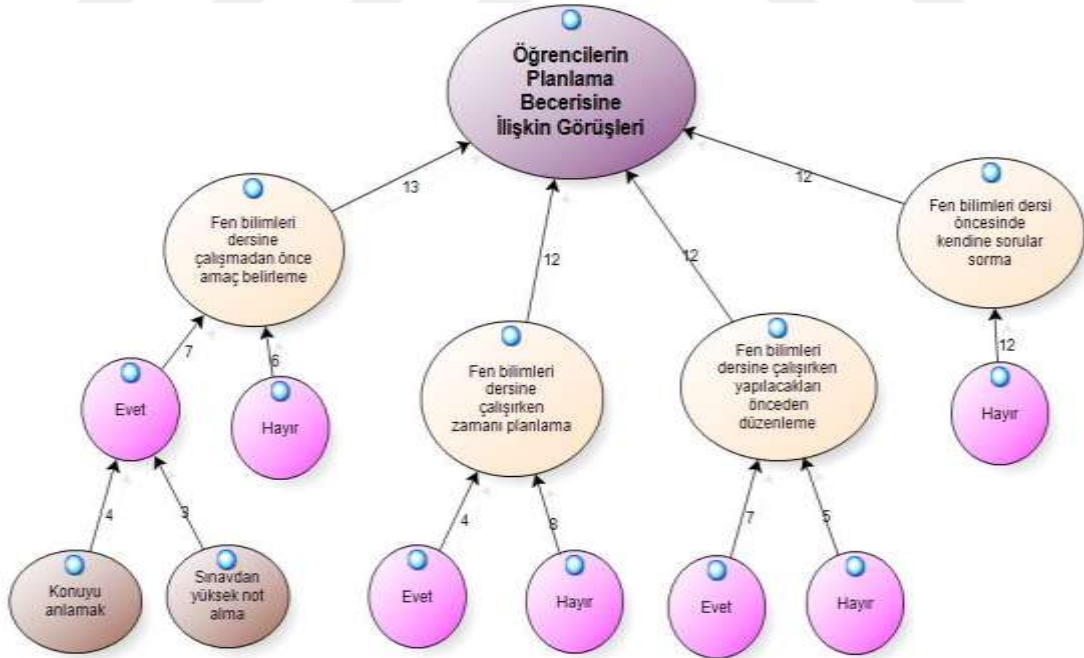 Öğrencilerin
Planlama
Becerisine
İlişkin Görüşleri
13
12
12
12
Fen bilimleri
dersine
çalışmadan önce
amaç belirleme
Fen bilimleri
dersine
çalışırken
zamanı planlama
Fen bilimleri
dersine çalışırken
yapılacakları
önceden
düzenleme
Fen bilimleri dersi
öncesinde
kendine sorular
sorma
7
6
12
Evet
Hayır
Hayır
4
3
4
8
7
5
Konuyu
anlamak
Sınavdan
yüksek not
alma
Evet
Hayır
Evet
Hayır